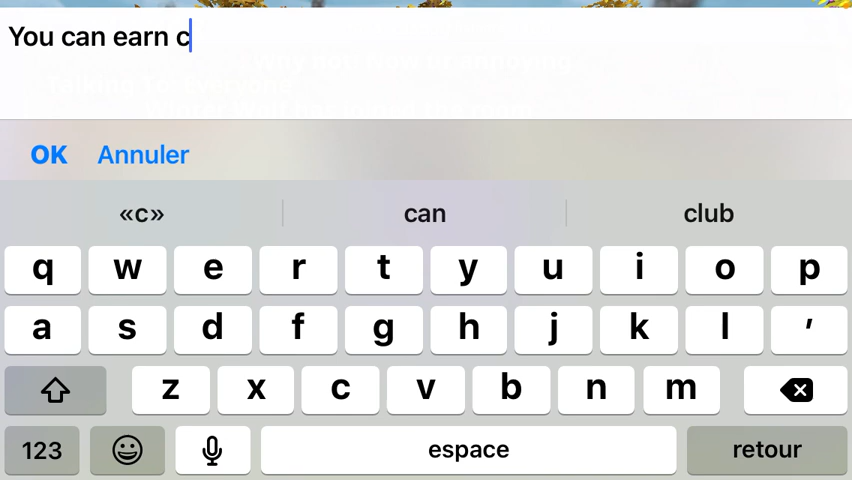 You can earn c
OK Annuler
«c» can club
q w e r t y u i o p
a s d f g h j k l ′
z x c v b n m
123 espace retour